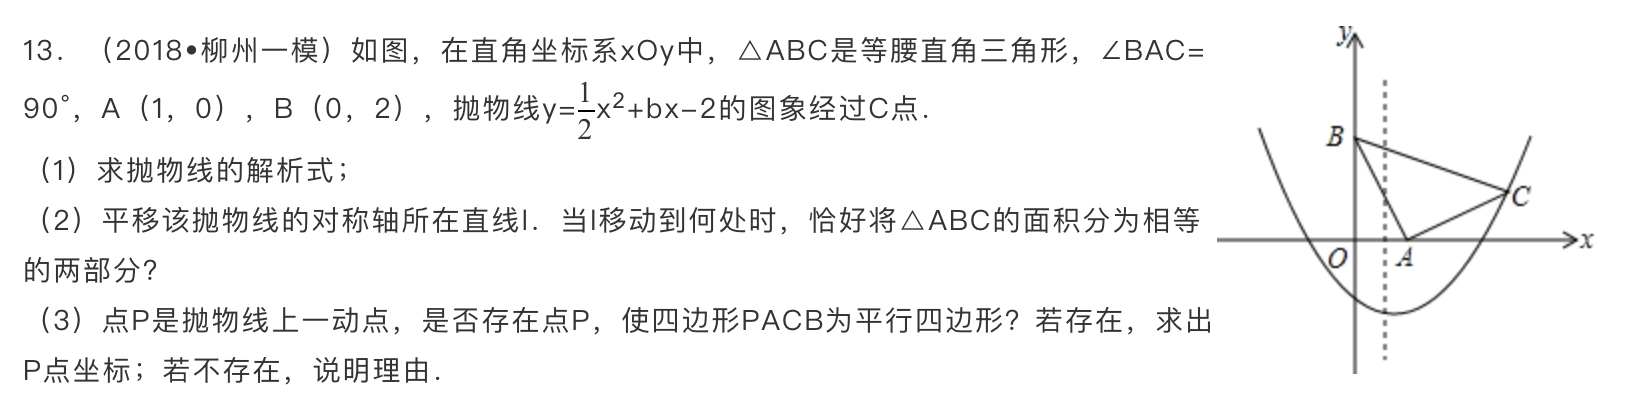 13．（2018•柳州一模）如图，在直角坐标系xOy中，△ABC是等腰直角三角形，∠BAC=
90°，A（1，0），B（0，2），抛物线y=\frac{1}{2}x²+bx-2的图象经过C点．
（1）求抛物线的解析式；
（2）平移该抛物线的对称轴所在直线l．当l移动到何处时，恰好将△ABC的面积分为相等
的两部分？
（3）点P是抛物线上一动点，是否存在点P，使四边形PACB为平行四边形？若存在，求出
P点坐标；若不存在，说明理由．
y
B
C
O
A
x